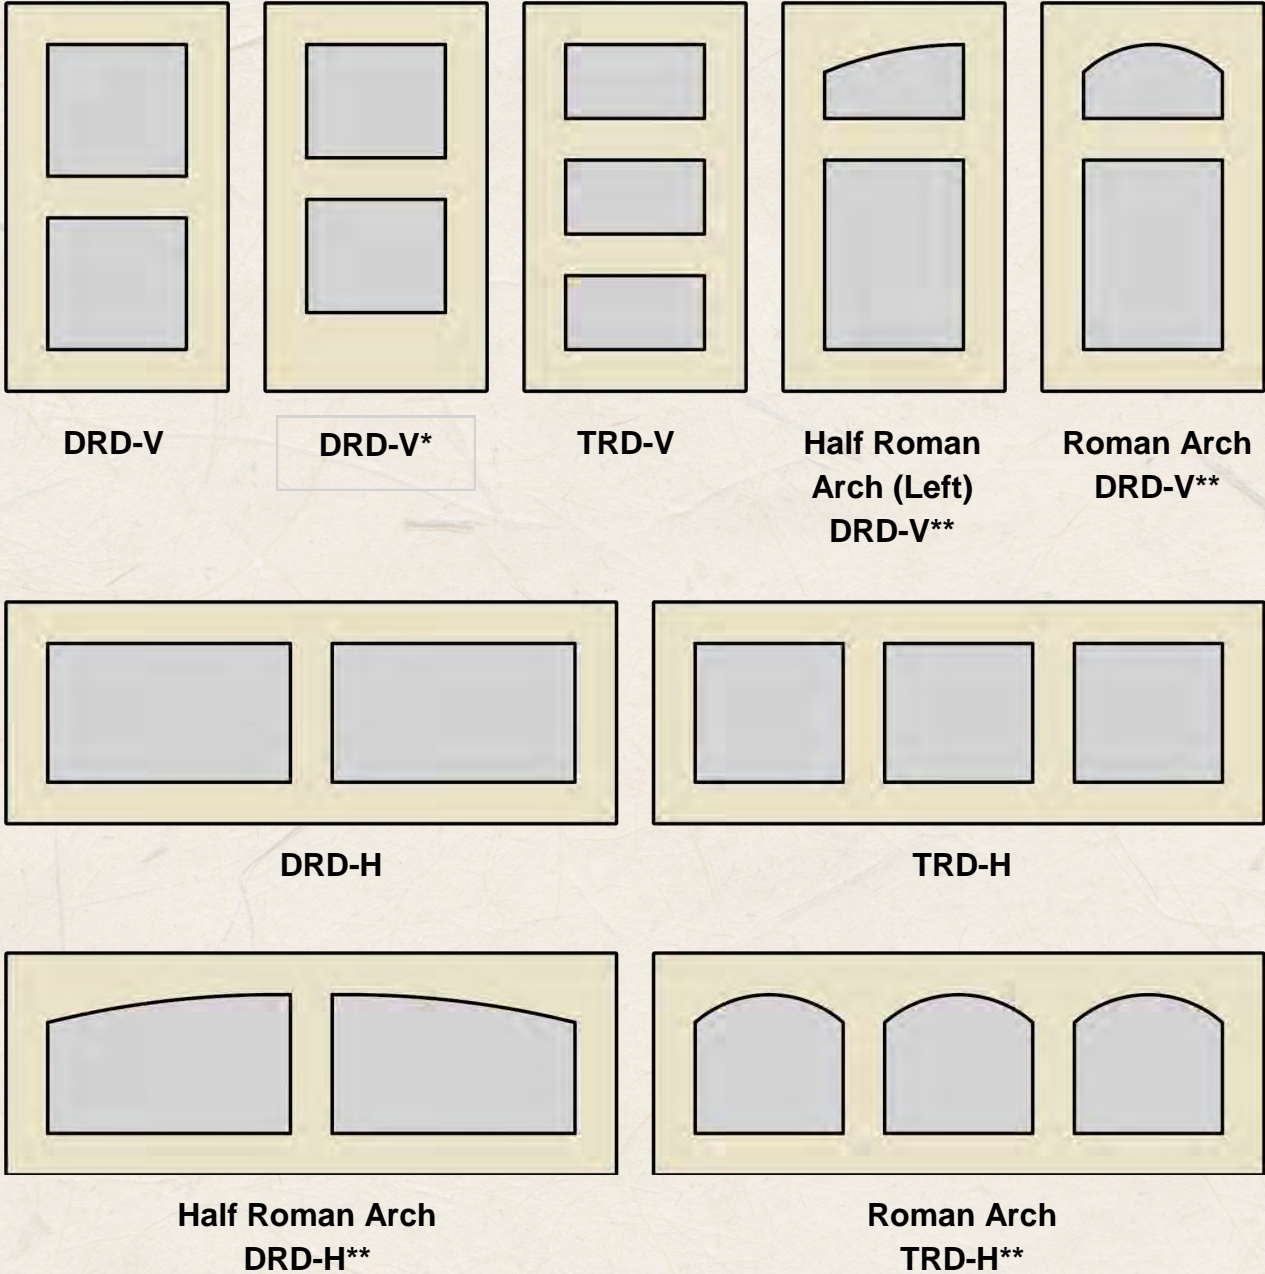 DRD-V
DRD-V*
TRD-V
Half Roman
Arch (Left)
DRD-V**
Roman Arch
DRD-V**
DRD-H
TRD-H
Half Roman Arch
DRD-H**
Roman Arch
TRD-H**